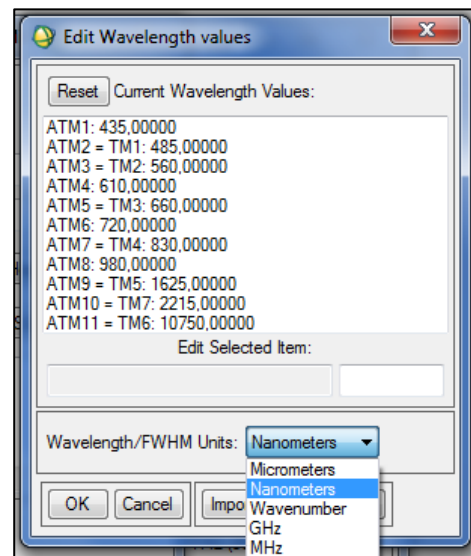 Edit Wavelength values
Reset Current Wavelength Values:
ATM1: 435,00000
ATM2 = TM1: 485,00000
ATM3 = TM2: 560,00000
ATM4: 610,00000
ATM5 = TM3: 660,00000
ATM6: 720,00000
ATM7 = TM4: 830,00000
ATM8: 980,00000
ATM9 = TM5: 1625,00000
ATM10 = TM7: 2215,00000
ATM11 = TM6: 10750,00000
Edit Selected Item:
Wavelength/FWHM Units: Nanometers
Micrometers
Nanometers
Wavenumber
GHz
MHz
OK Cancel